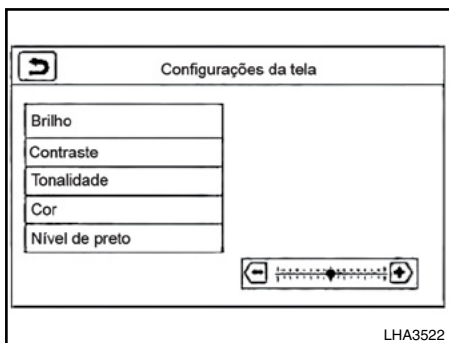 Configurações da tela
Brilho
Contraste
Tonalidade
Cor
Nível de preto
LHA3522